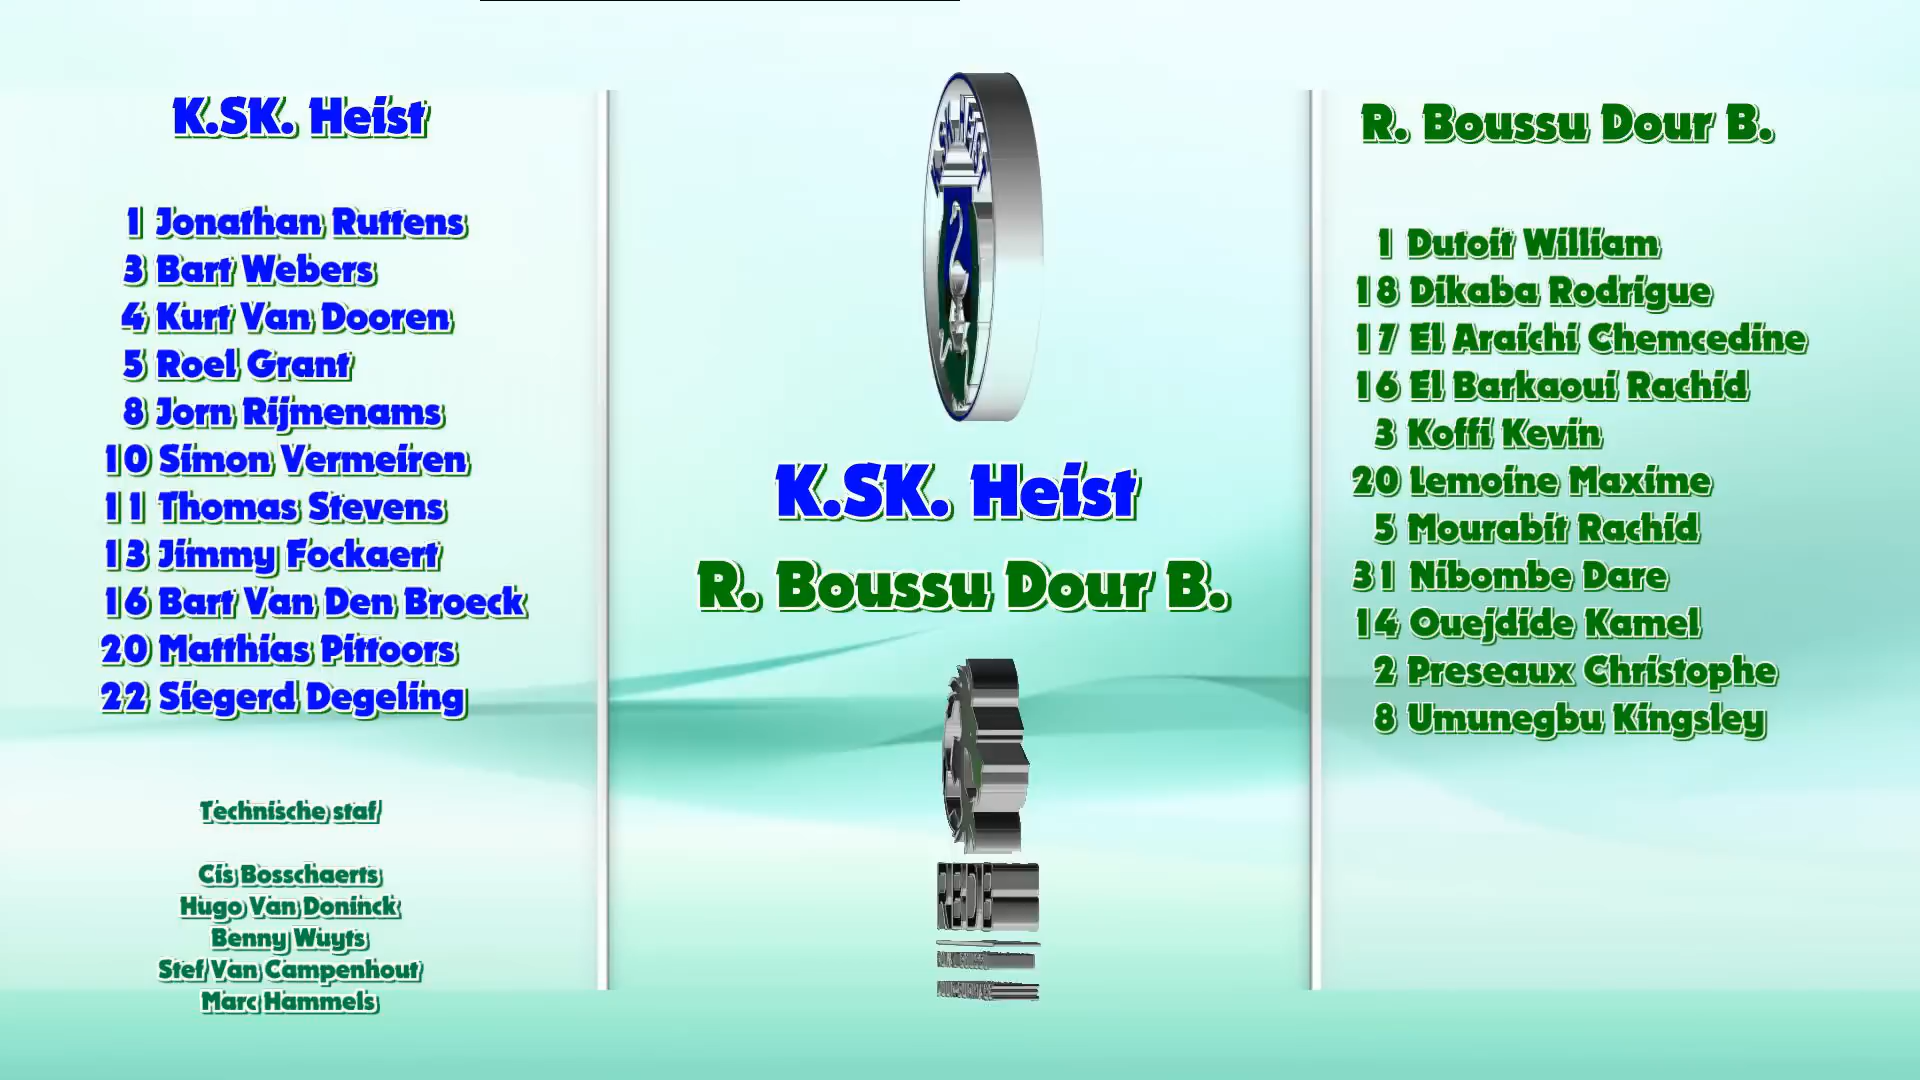 K.SK. Heist
1 Jonathan Ruttens
3 Bart Webers
4 Kurt Van Dooren
5 Roel Grant
8 Jorn Rijmenams
10 Simon Vermeiren
11 Thomas Stevens
13 Jimmy Fockaert
16 Bart Van Den Broeck
20 Matthias Pittoors
22 Siegerd Degeling
Technische staf
Cis Bosschaerts
Hugo Van Doninck
Benny Wuyts
Stef Van Campenhout
Marc Hammels
K.SK. Heist
R. Boussu Dour B.
R. Boussu Dour B.
1 Dutoit William
18 Dikaba Rodrigue
17 El Araichi Chemcedine
16 El Barkaoui Rachid
3 Koffi Kevin
20 Lemoine Maxime
5 Mourabit Rachid
31 Nibombe Dare
14 Ouejdide Kamel
2 Preseaux Christophe
8 Umunegbu Kingsley